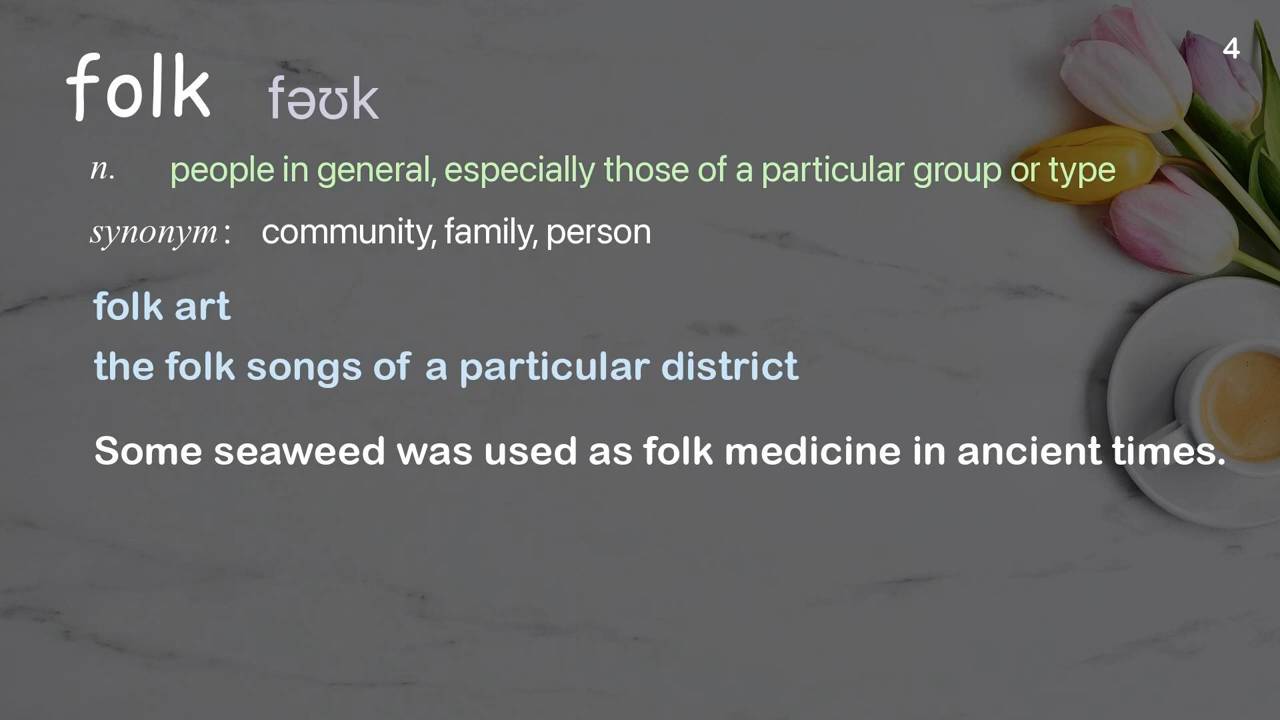 4
folk fəʊk
n. people in general, especially those of a particular group or type
synonym: community, family, person
folk art
the folk songs of a particular district
Some seaweed was used as folk medicine in ancient times.